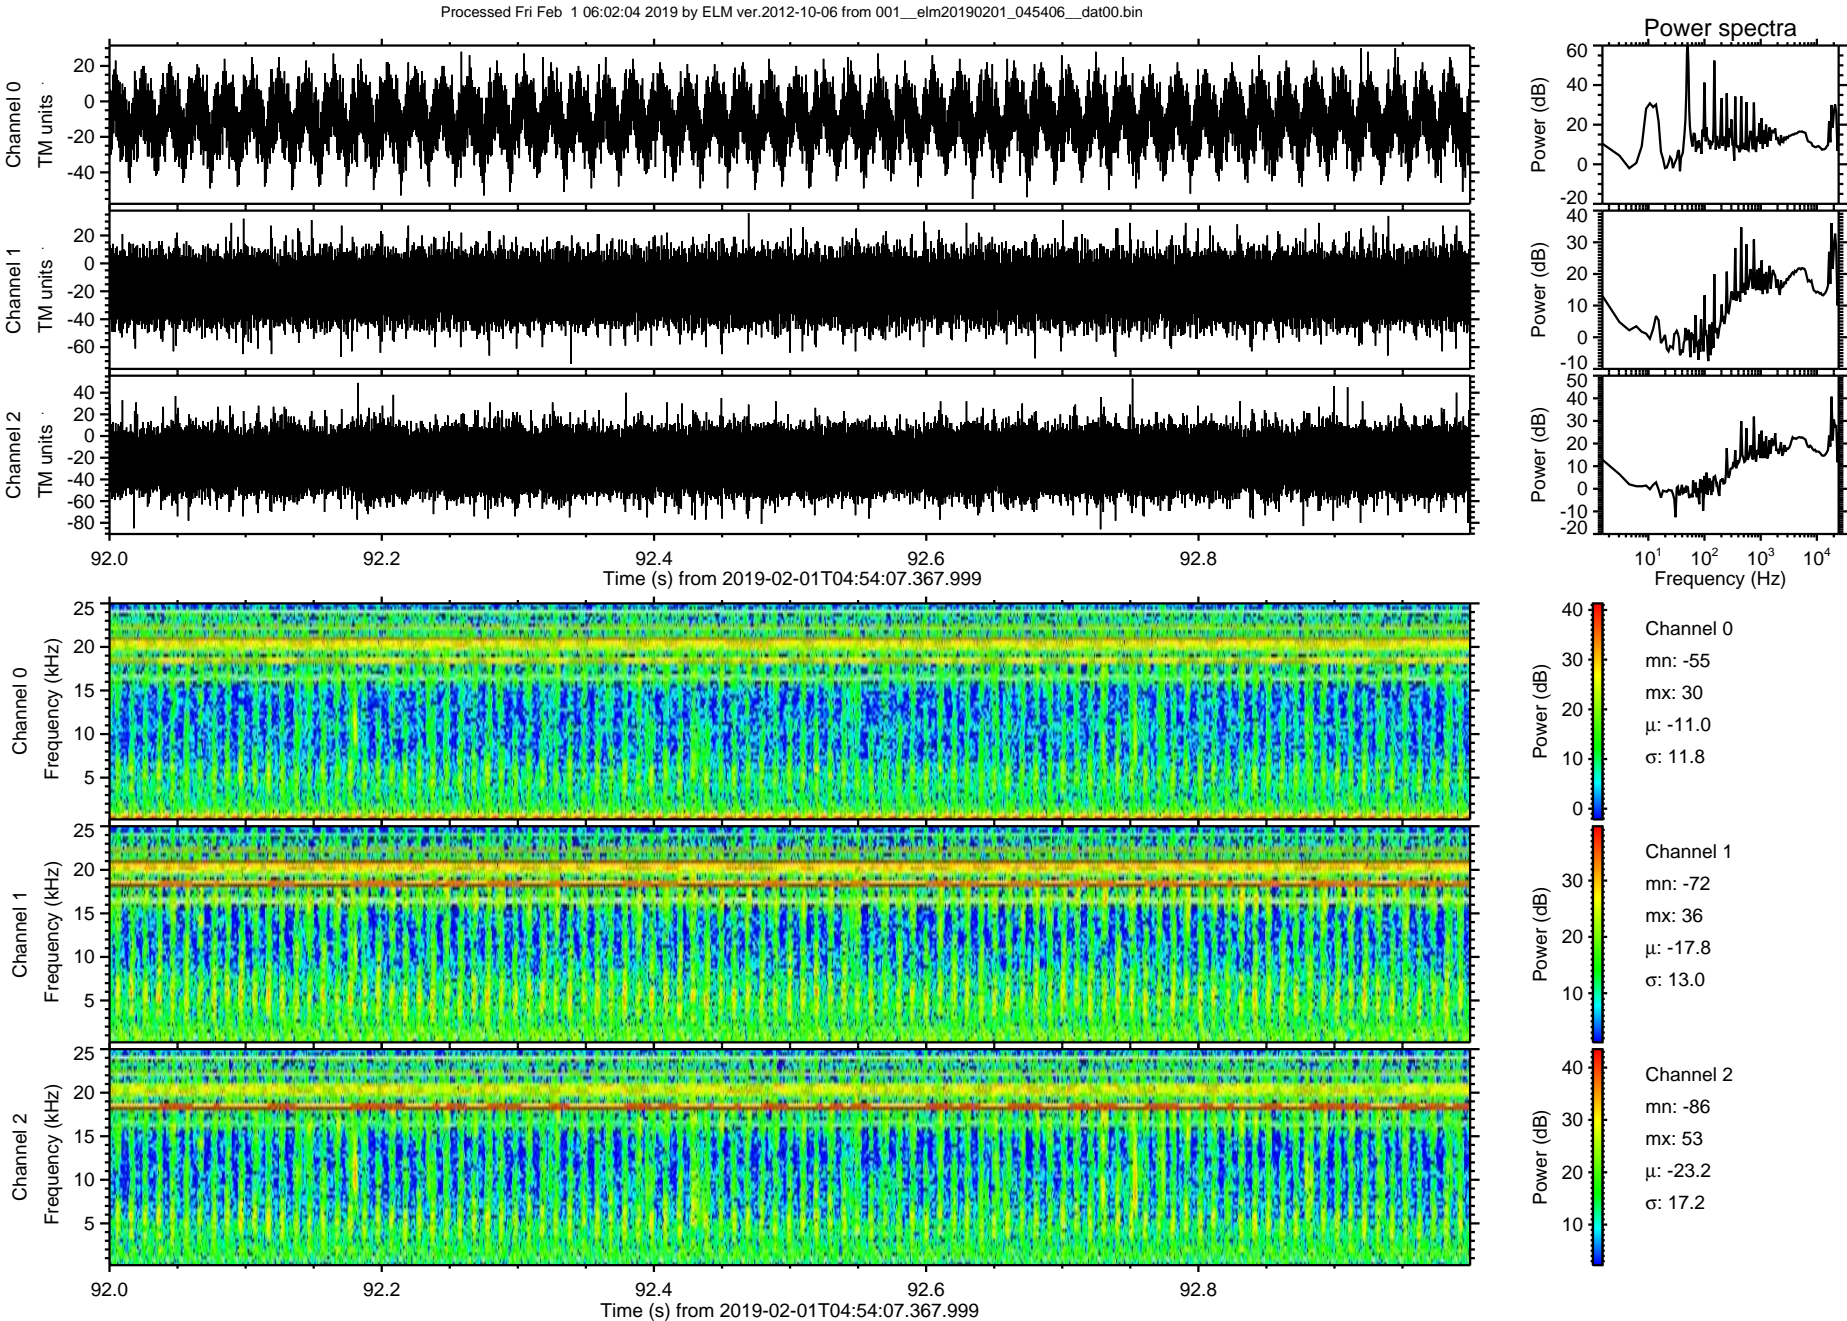 Processed Fri Feb  1 06:02:04 2019 by ELM ver.2012-10-06 from 001__elm20190201_045406__dat00.bin
Power spectra
Channel 0
TM units
20
0
-20
-40
Power (dB)
60
40
20
0
-20
Channel 1
TM units
20
0
-20
-40
-60
Power (dB)
40
30
20
10
0
-10
Channel 2
TM units
40
20
0
-20
-40
-60
-80
Power (dB)
50
40
30
20
10
0
-10
-20
92.0 92.2 92.4 92.6 92.8
Time (s) from 2019-02-01T04:54:07.367.999
10¹ 10² 10³ 10⁴
Frequency (Hz)
Channel 0
Frequency (kHz)
25
20
15
10
5
Power (dB)
40
30
20
10
0
Channel 0
mn: -55
mx: 30
μ: -11.0
σ: 11.8
Channel 1
Frequency (kHz)
25
20
15
10
5
Power (dB)
30
20
10
Channel 1
mn: -72
mx: 36
μ: -17.8
σ: 13.0
Channel 2
Frequency (kHz)
25
20
15
10
5
Power (dB)
40
30
20
10
Channel 2
mn: -86
mx: 53
μ: -23.2
σ: 17.2
92.0 92.2 92.4 92.6 92.8
Time (s) from 2019-02-01T04:54:07.367.999